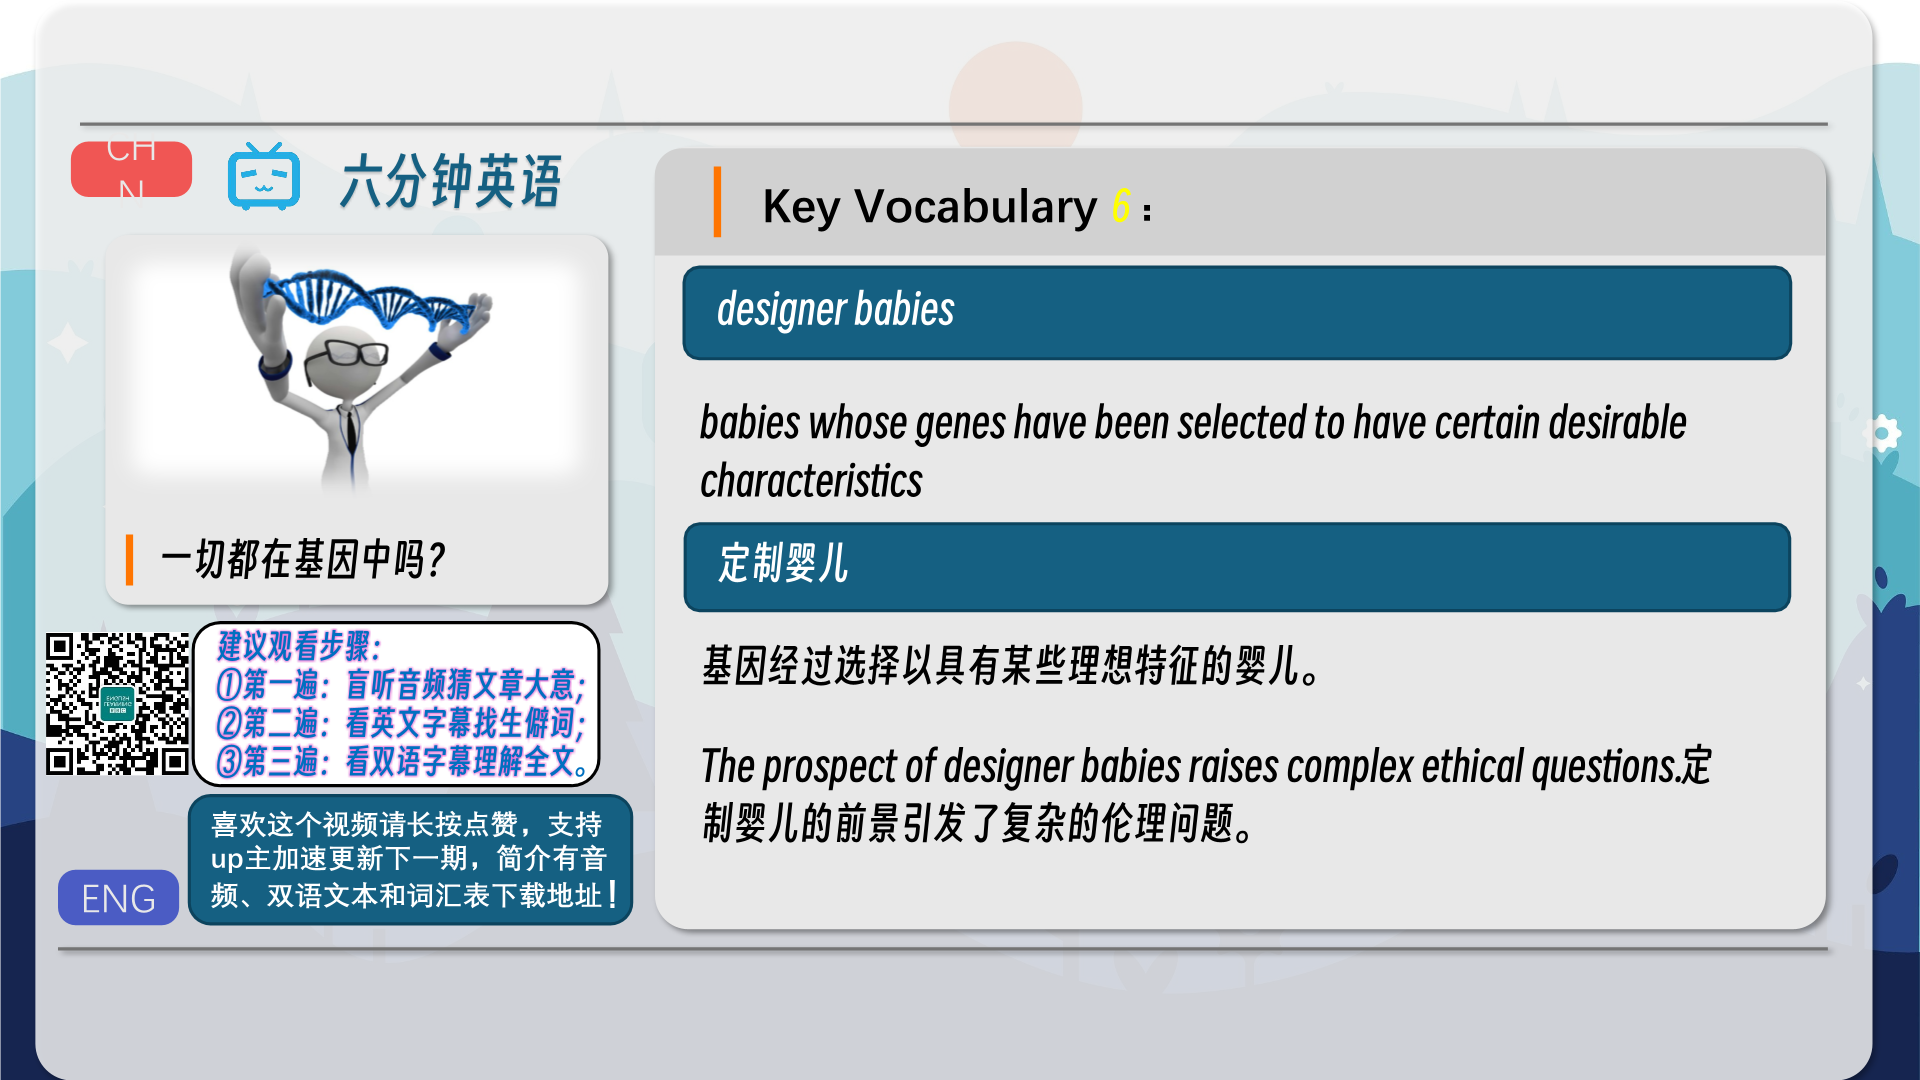 CH
N
六分钟英语
一切都在基因中吗？
建议观看步骤：
①第一遍：盲听音频猜文章大意；
②第二遍：看英文字幕找生僻词；
③第三遍：看双语字幕理解全文。
喜欢这个视频请长按点赞，支持
up主加速更新下一期，简介有音
频、双语文本和词汇表下载地址！
ENG
Key Vocabulary 6：
designer babies
babies whose genes have been selected to have certain desirable
characteristics
定制婴儿
基因经过选择以具有某些理想特征的婴儿。
The prospect of designer babies raises complex ethical questions.定
制婴儿的前景引发了复杂的伦理问题。